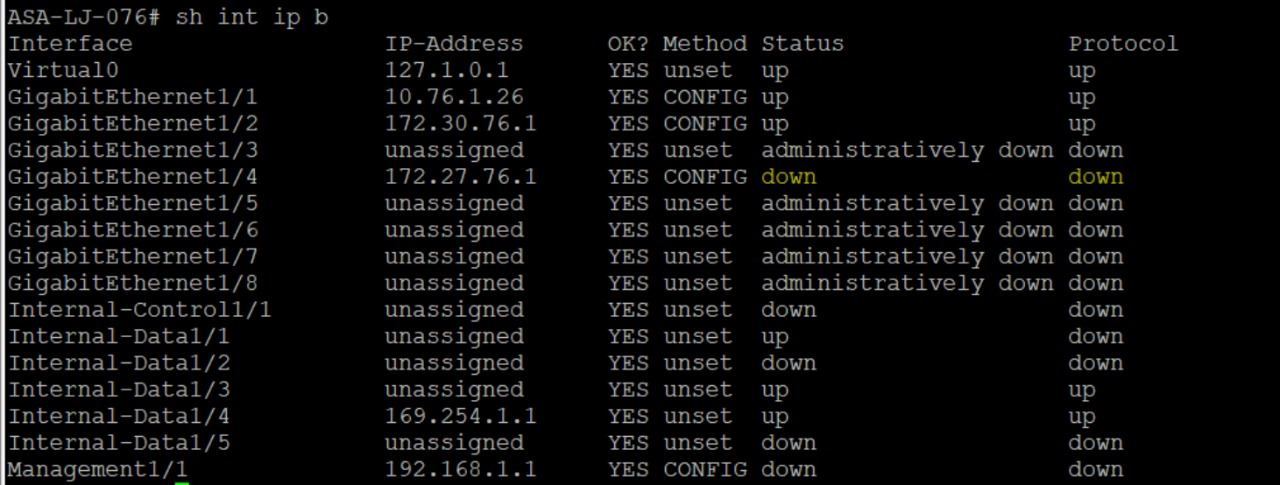 ASA-LJ-076# sh int ip b
Interface IP-Address OK? Method Status Protocol
Virtual0 127.1.0.1 YES unset up up
GigabitEthernet1/1 10.76.1.26 YES CONFIG up up
GigabitEthernet1/2 172.30.76.1 YES CONFIG up up
GigabitEthernet1/3 unassigned YES unset administratively down down
GigabitEthernet1/4 172.27.76.1 YES CONFIG down down
GigabitEthernet1/5 unassigned YES unset administratively down down
GigabitEthernet1/6 unassigned YES unset administratively down down
GigabitEthernet1/7 unassigned YES unset administratively down down
GigabitEthernet1/8 unassigned YES unset administratively down down
Internal-Control1/1 unassigned YES unset down down
Internal-Data1/1 unassigned YES unset up down
Internal-Data1/2 unassigned YES unset down down
Internal-Data1/3 unassigned YES unset up up
Internal-Data1/4 169.254.1.1 YES unset up up
Internal-Data1/5 unassigned YES unset down down
Management1/1 192.168.1.1 YES CONFIG down down